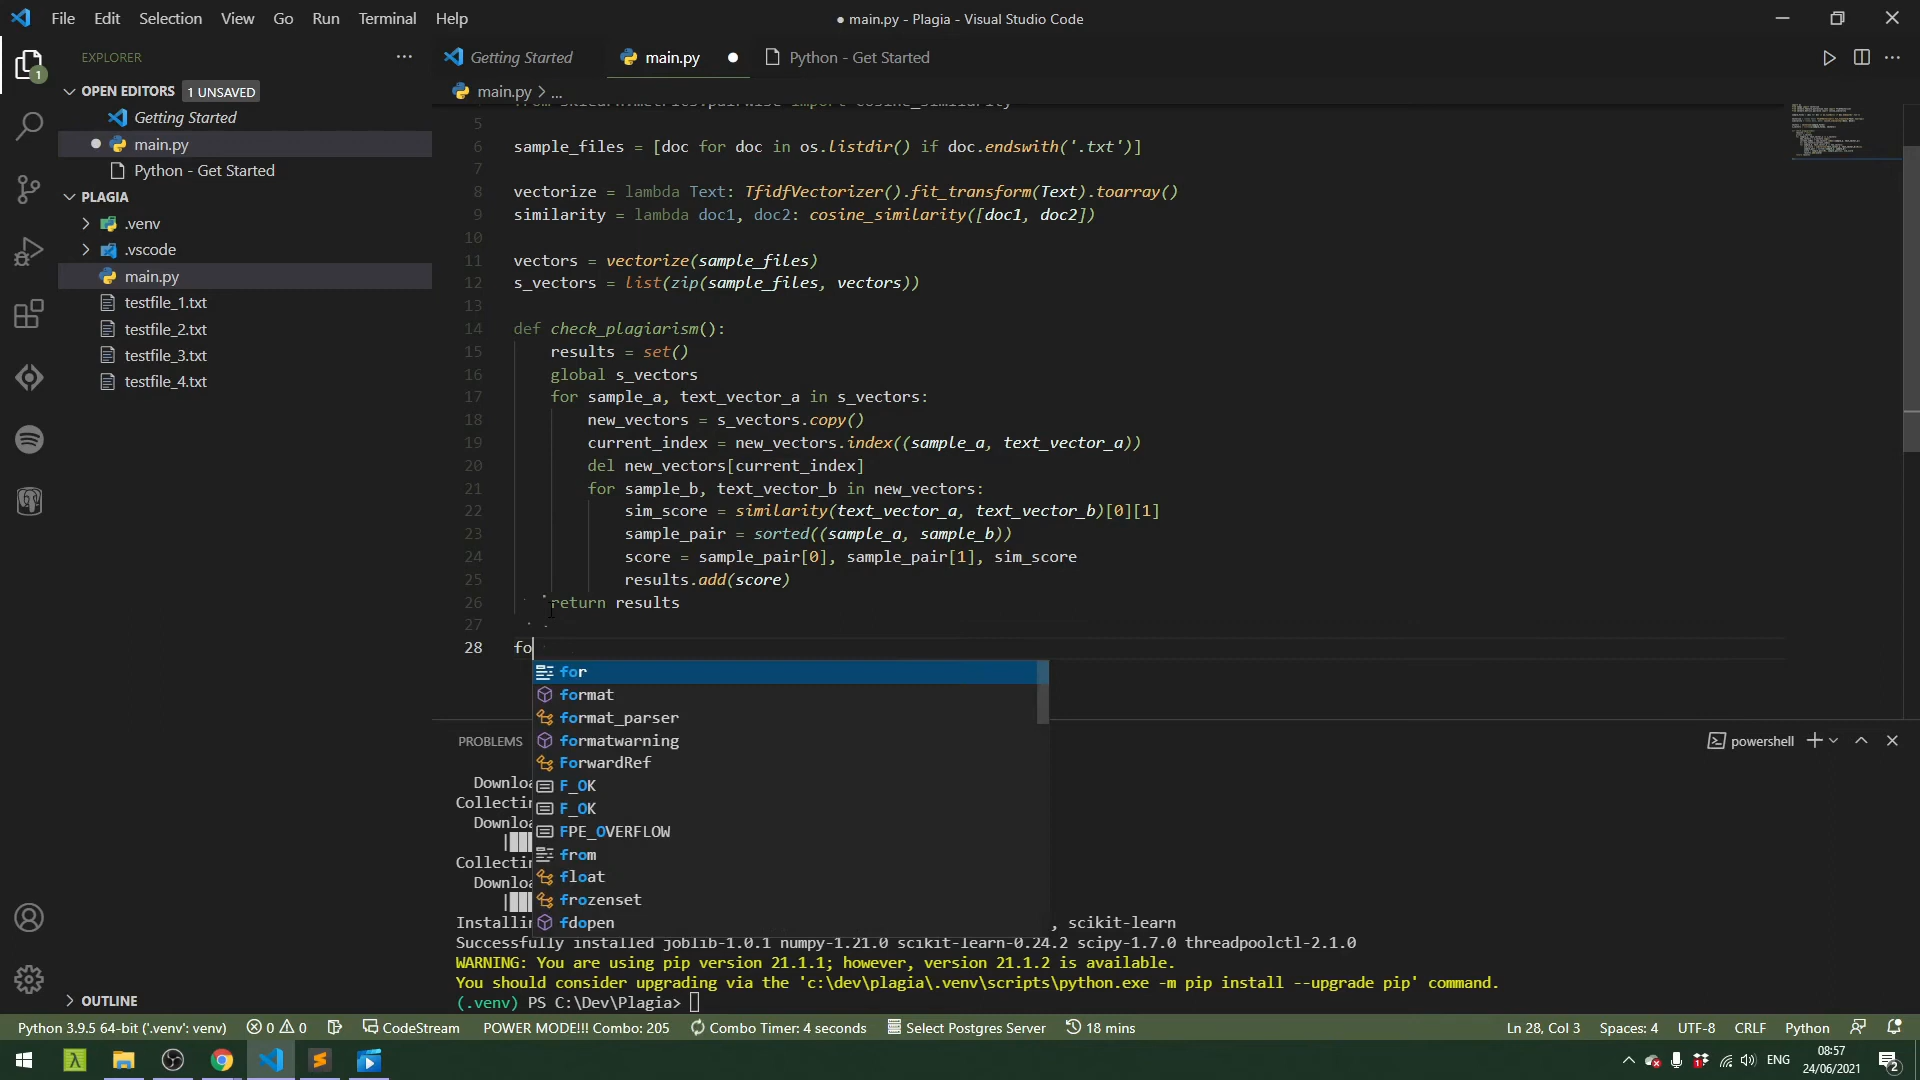 File Edit Selection View Go Run Terminal Help
● main.py - Plagia - Visual Studio Code
EXPLORER
Getting Started
main.py
Python - Get Started
OPEN EDITORS 1 UNSAVED
main.py > ...
Getting Started
main.py
Python - Get Started
PLAGIA
.venv
.vscode
main.py
testfile_1.txt
testfile_2.txt
testfile_3.txt
testfile_4.txt
OUTLINE
1
from sklearn.metrics.pairwise import cosine_similarity
5
6 sample_files = [doc for doc in os.listdir() if doc.endswith('.txt')]
7
8 vectorize = lambda Text: TfidfVectorizer().fit_transform(Text).toarray()
9 similarity = lambda doc1, doc2: cosine_similarity([doc1, doc2])
10
11 vectors = vectorize(sample_files)
12 s_vectors = list(zip(sample_files, vectors))
13
14 def check_plagiarism():
15 results = set()
16 global s_vectors
17 for sample_a, text_vector_a in s_vectors:
18 new_vectors = s_vectors.copy()
19 current_index = new_vectors.index((sample_a, text_vector_a))
20 del new_vectors[current_index]
21 for sample_b, text_vector_b in new_vectors:
22 sim_score = similarity(text_vector_a, text_vector_b)[0][1]
23 sample_pair = sorted((sample_a, sample_b))
24 score = sample_pair[0], sample_pair[1], sim_score
25 results.add(score)
26 return results
27
28 fo
for
format
format_parser
formatwarning
ForwardRef
F_OK
F_OK
FPE_OVERFLOW
from
float
frozenset
fdopen
PROBLEMS
powershell
Downloa
Collectin
Downloa
Collectin
Downloa
Installin , scikit-learn
Successfully installed joblib-1.0.1 numpy-1.21.0 scikit-learn-0.24.2 scipy-1.7.0 threadpoolctl-2.1.0
WARNING: You are using pip version 21.1.1; however, version 21.1.2 is available.
You should consider upgrading via the 'c:\dev\plagia\.venv\scripts\python.exe -m pip install --upgrade pip' command.
(.venv) PS C:\Dev\Plagia>
Python 3.9.5 64-bit ('.venv': venv) 0 0 CodeStream POWER MODE!!! Combo: 205 Combo Timer: 4 seconds Select Postgres Server 18 mins Ln 28, Col 3 Spaces: 4 UTF-8 CRLF Python
ENG
08:57
24/06/2021
2